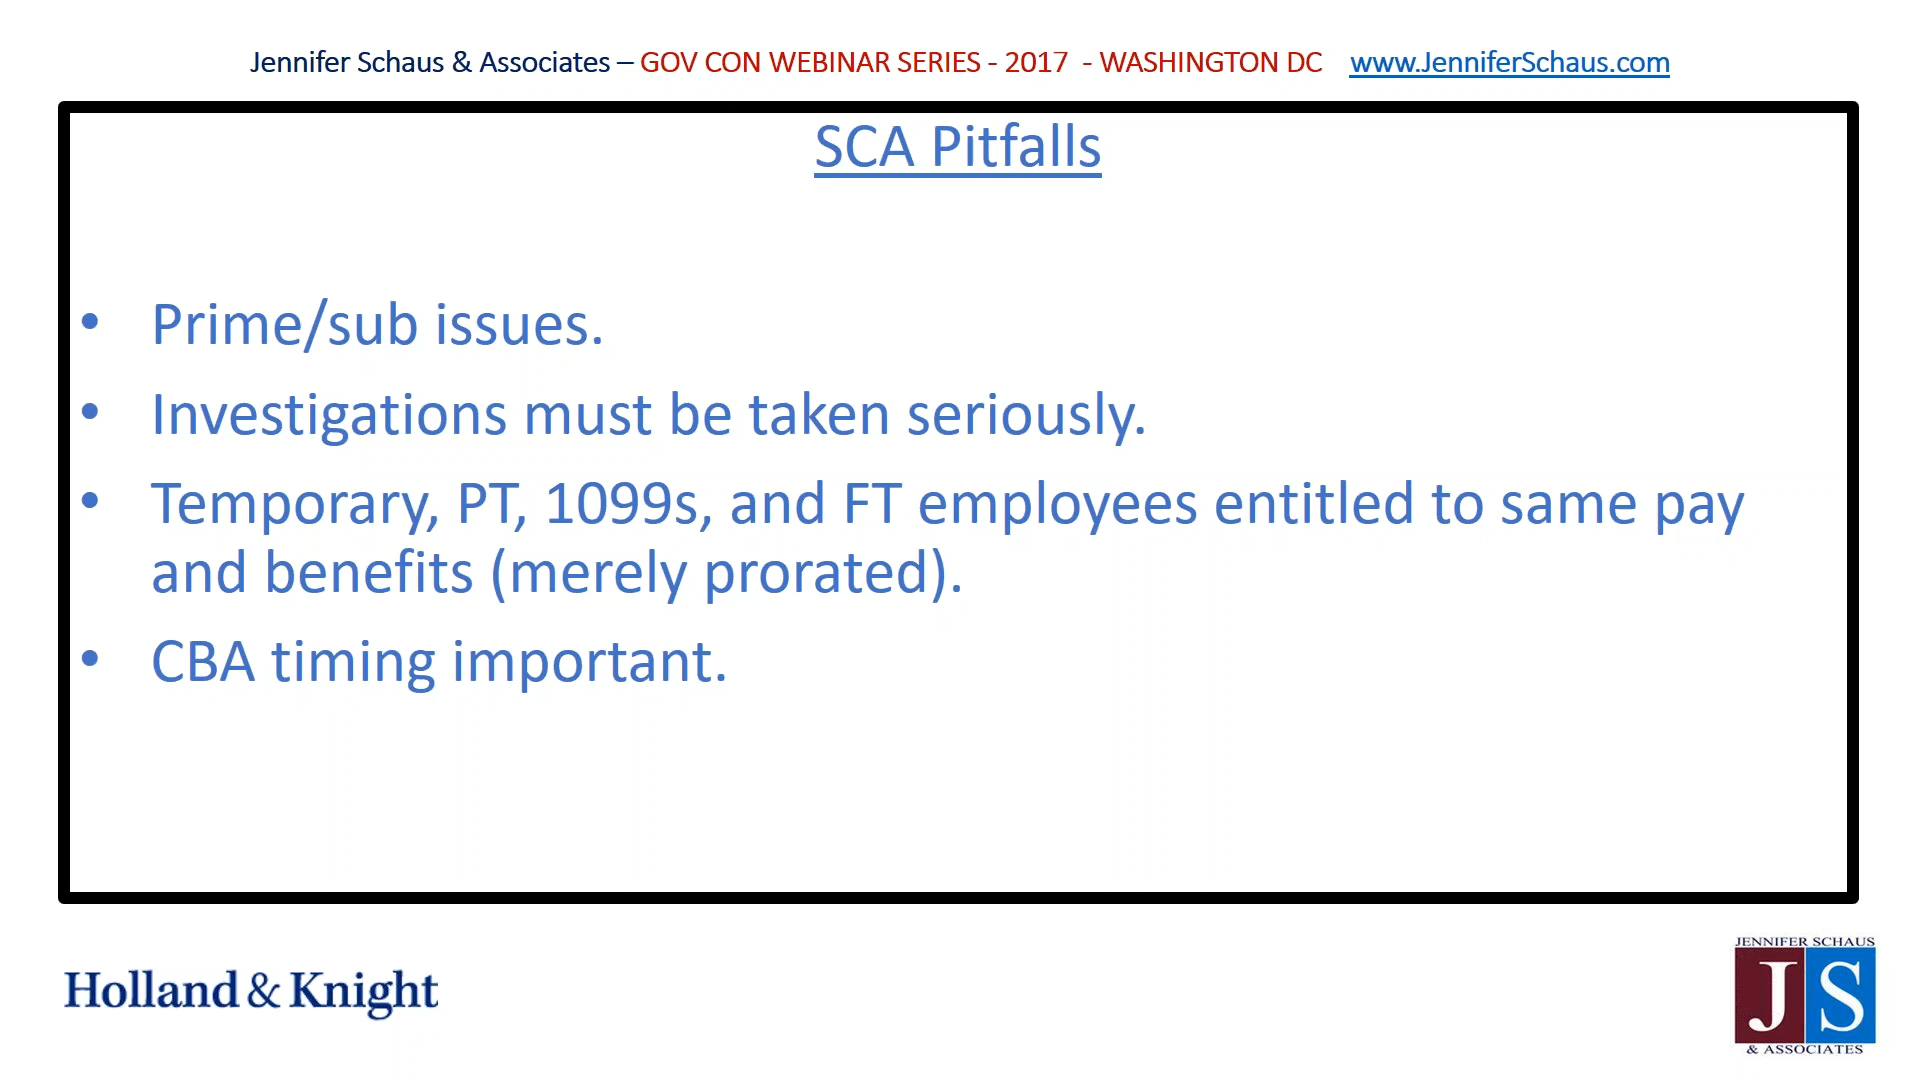 Jennifer Schaus & Associates – GOV CON WEBINAR SERIES - 2017 - WASHINGTON DC www.JenniferSchaus.com
SCA Pitfalls
• Prime/sub issues.
• Investigations must be taken seriously.
• Temporary, PT, 1099s, and FT employees entitled to same pay
and benefits (merely prorated).
• CBA timing important.
Holland & Knight
JENNIFER SCHAUS
JS
& ASSOCIATES